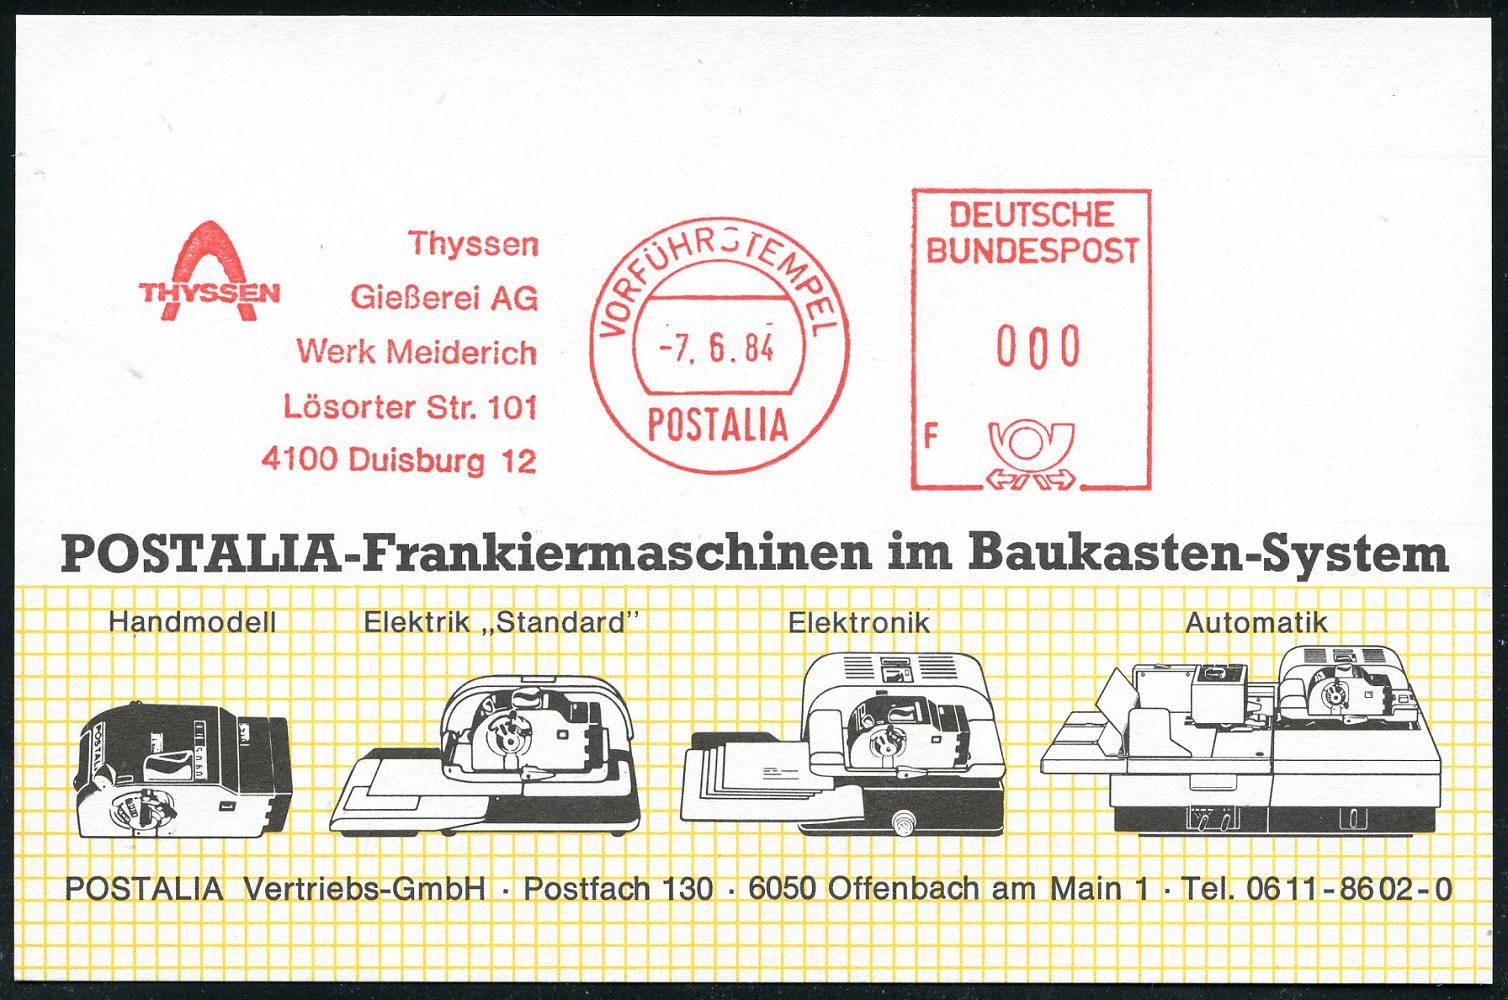 THYSSEN
Thyssen
Gießerei AG
Werk Meiderich
Lösorter Str. 101
4100 Duisburg 12
VORFÜHRSTEMPEL
-7. 6. 84
POSTALIA
DEUTSCHE
BUNDESPOST
000
F
POSTALIA-Frankiermaschinen im Baukasten-System
Handmodell
Elektrik „Standard”
Elektronik
Automatik
POSTALIA
POSTALIA Vertriebs-GmbH · Postfach 130 · 6050 Offenbach am Main 1 · Tel. 0611-8602-0